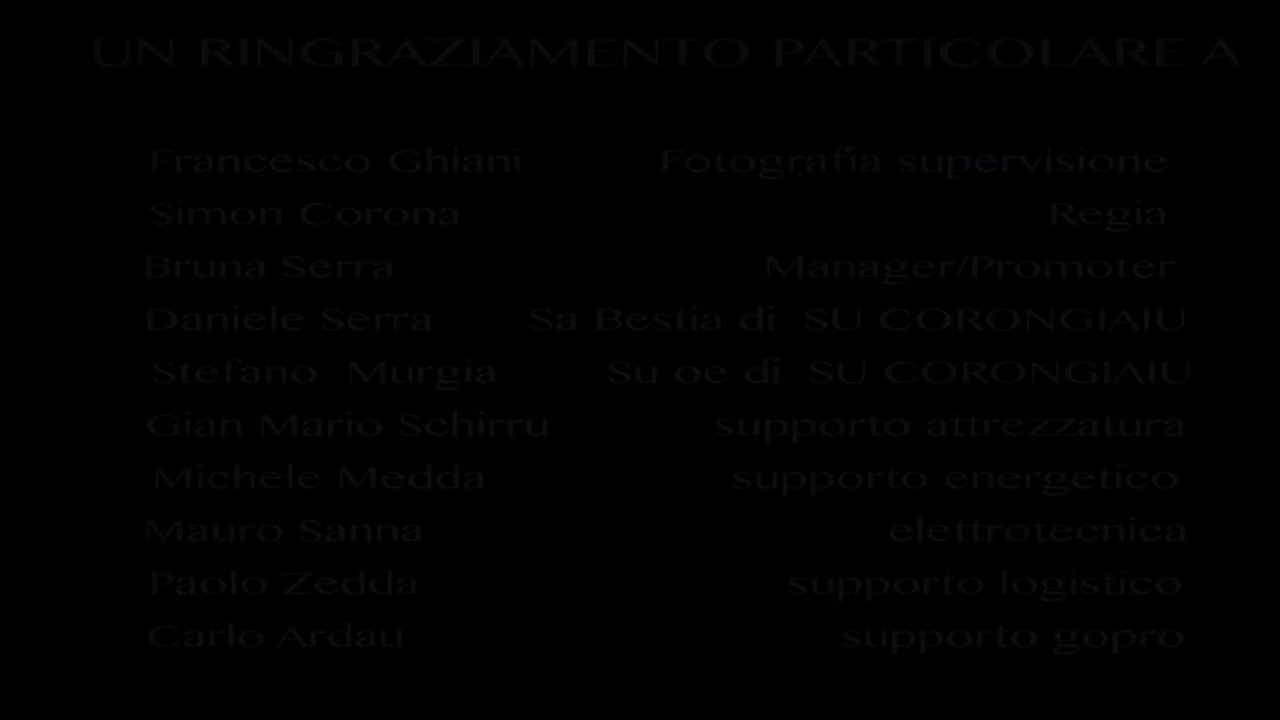 UN RINGRAZIAMENTO PARTICOLARE A
Francesco Ghiani Fotografia supervisione
Simon Corona Regia
Bruna Serra Manager/Promoter
Daniele Serra Sa Bestia di SU CORONGIAIU
Stefano Murgia Su oe di SU CORONGIAIU
Gian Mario Schirru supporto attrezzatura
Michele Medda supporto energetico
Mauro Sanna elettrotecnica
Paolo Zedda supporto logistico
Carlo Ardau supporto gopro